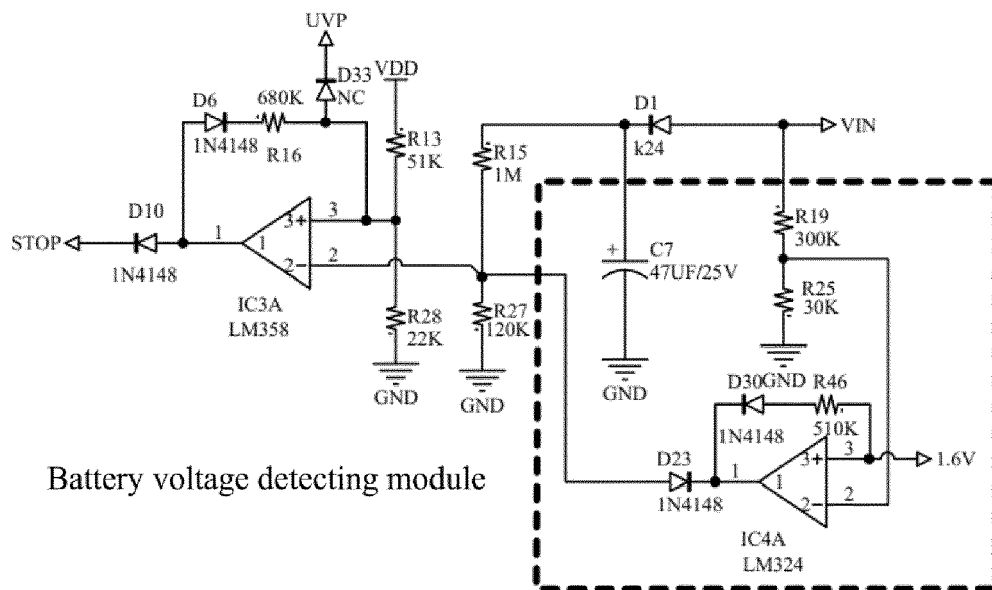 UVP
VDD
D33
NC
D6
680K
1N4148
R16
R13
51K
R15
1M
D1
k24
VIN
R19
300K
D10
STOP
1N4148
1
1
3+
3
2−
2
IC3A
LM358
R28
22K
GND
R27
120K
GND
+
C7
47UF/25V
GND
R25
30K
GND
D30
R46
1N4148
510K
D23
1N4148
1
1
3+
3
2−
2
1.6V
IC4A
LM324
Battery voltage detecting module